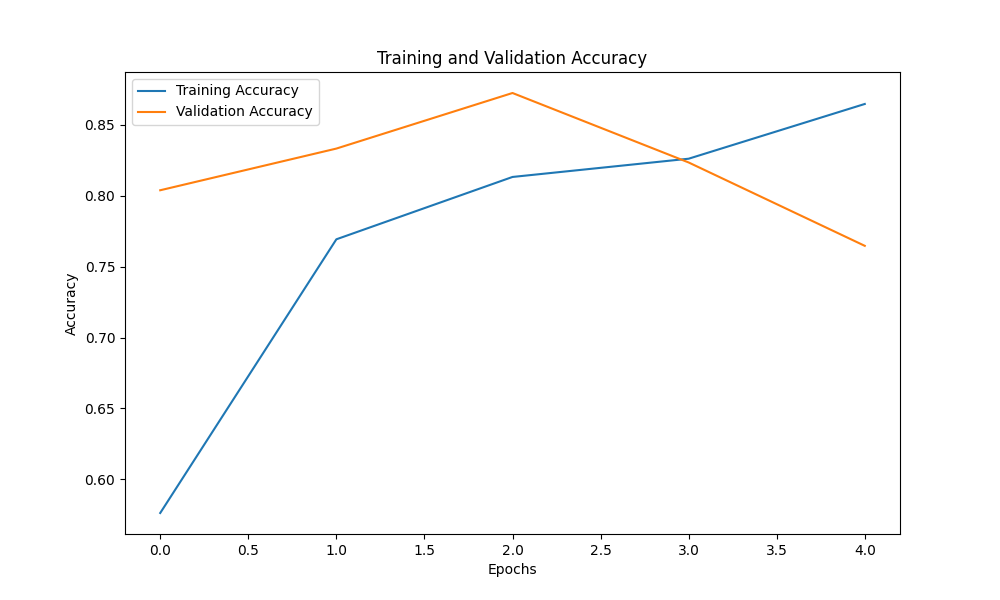 Training and Validation Accuracy
Training Accuracy
Validation Accuracy
0.85
0.80
0.75
0.70
0.65
0.60
Accuracy
0.0 0.5 1.0 1.5 2.0 2.5 3.0 3.5 4.0
Epochs